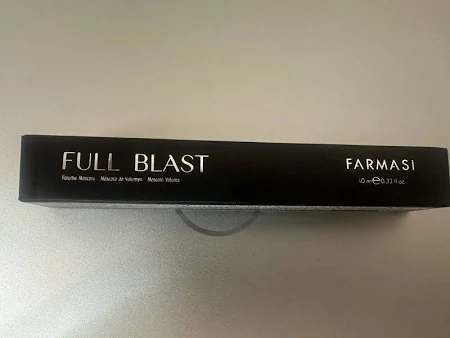 FULL BLAST
Volume Mascara Máscara de Volumen Mascara Volume
FARMASi
10 ml ℮ 0.33 fl oz.